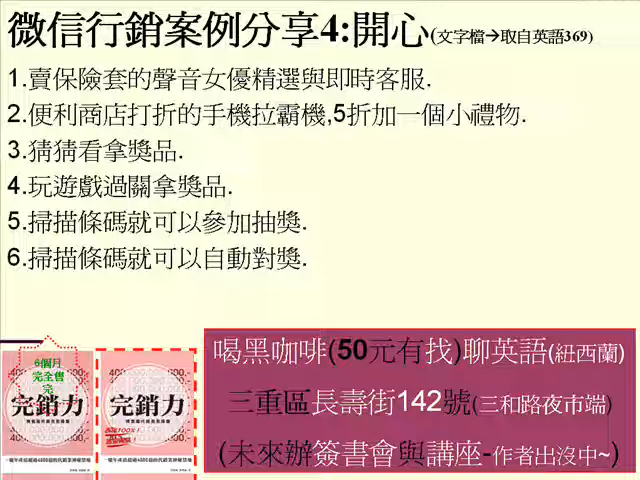 微信行銷案例分享4:開心(文字檔→取自英語369)
1.賣保險套的聲音女優精選與即時客服.
2.便利商店打折的手機拉霸機,5折加一個小禮物.
3.猜猜看拿獎品.
4.玩遊戲過關拿獎品.
5.掃描條碼就可以參加抽獎.
6.掃描條碼就可以自動對獎.
6個月
完全售
完
完銷力
完銷力
喝黑咖啡(50元有找)聊英語(紐西蘭)
三重區長壽街142號(三和路夜市端)
(未來辦簽書會與講座-作者出沒中~)